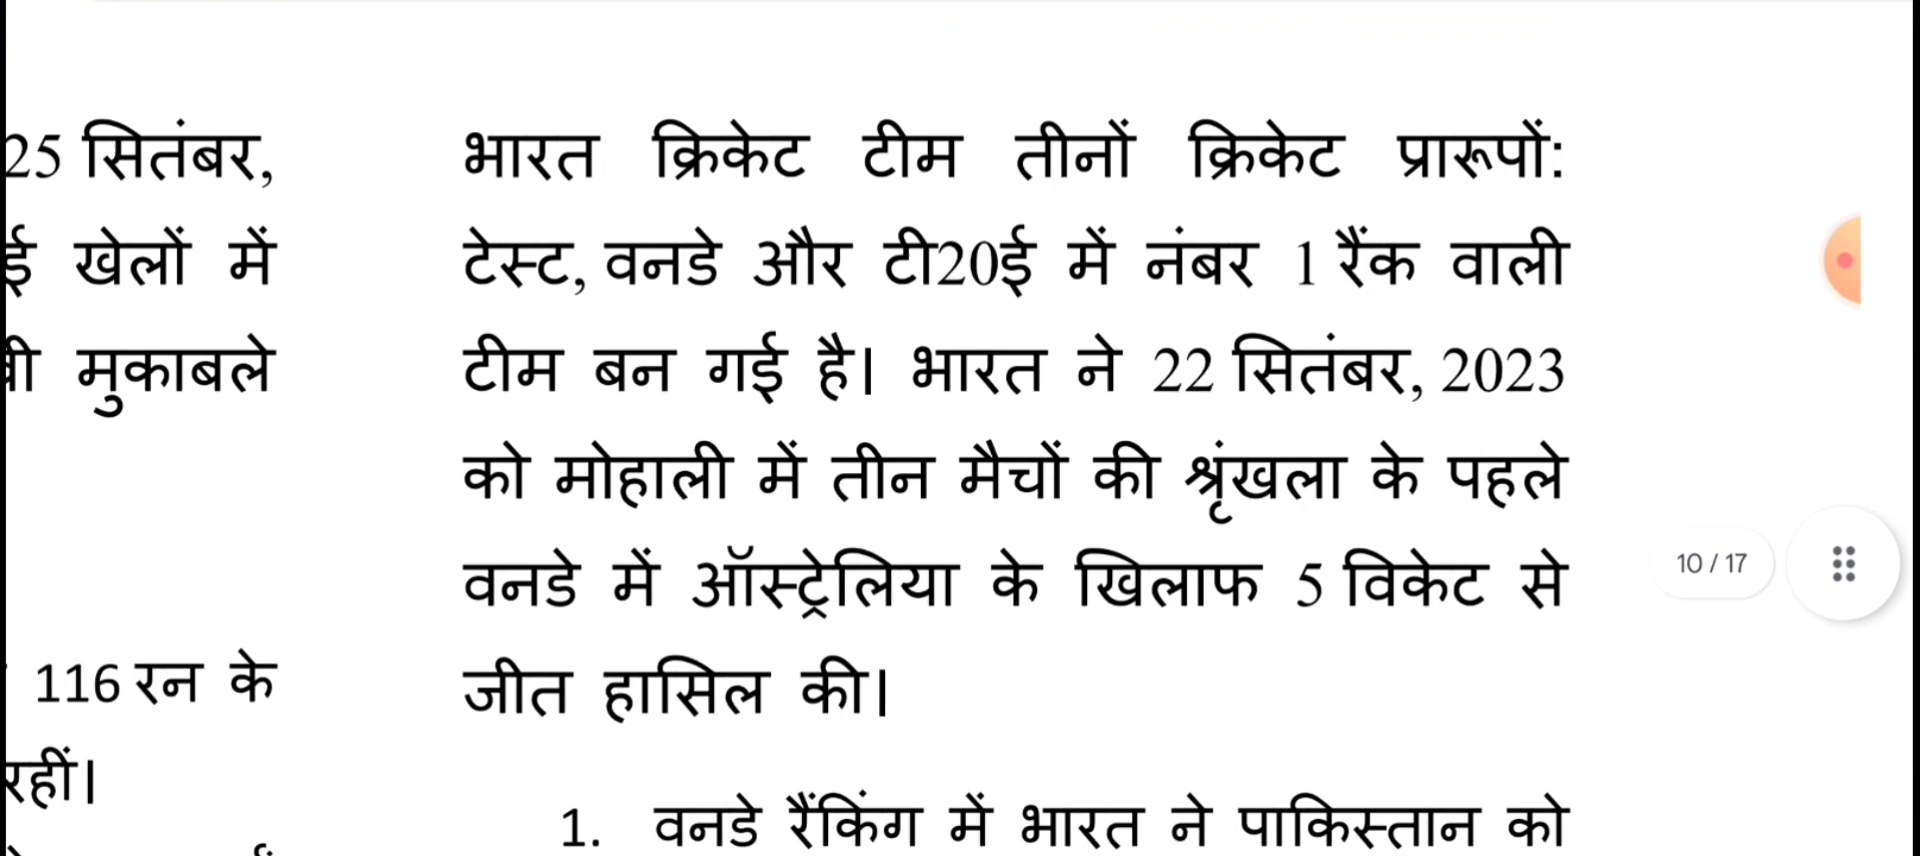 25 सितंबर,
ई खेलों में
मुकाबले
116 रन के
रहीं।
भारत क्रिकेट टीम तीनों क्रिकेट प्रारूपों:
टेस्ट, वनडे और टी20ई में नंबर 1 रैंक वाली
टीम बन गई है। भारत ने 22 सितंबर, 2023
को मोहाली में तीन मैचों की श्रृंखला के पहले
वनडे में ऑस्ट्रेलिया के खिलाफ 5 विकेट से
जीत हासिल की।
1. वनडे रैंकिंग में भारत ने पाकिस्तान को
10 / 17